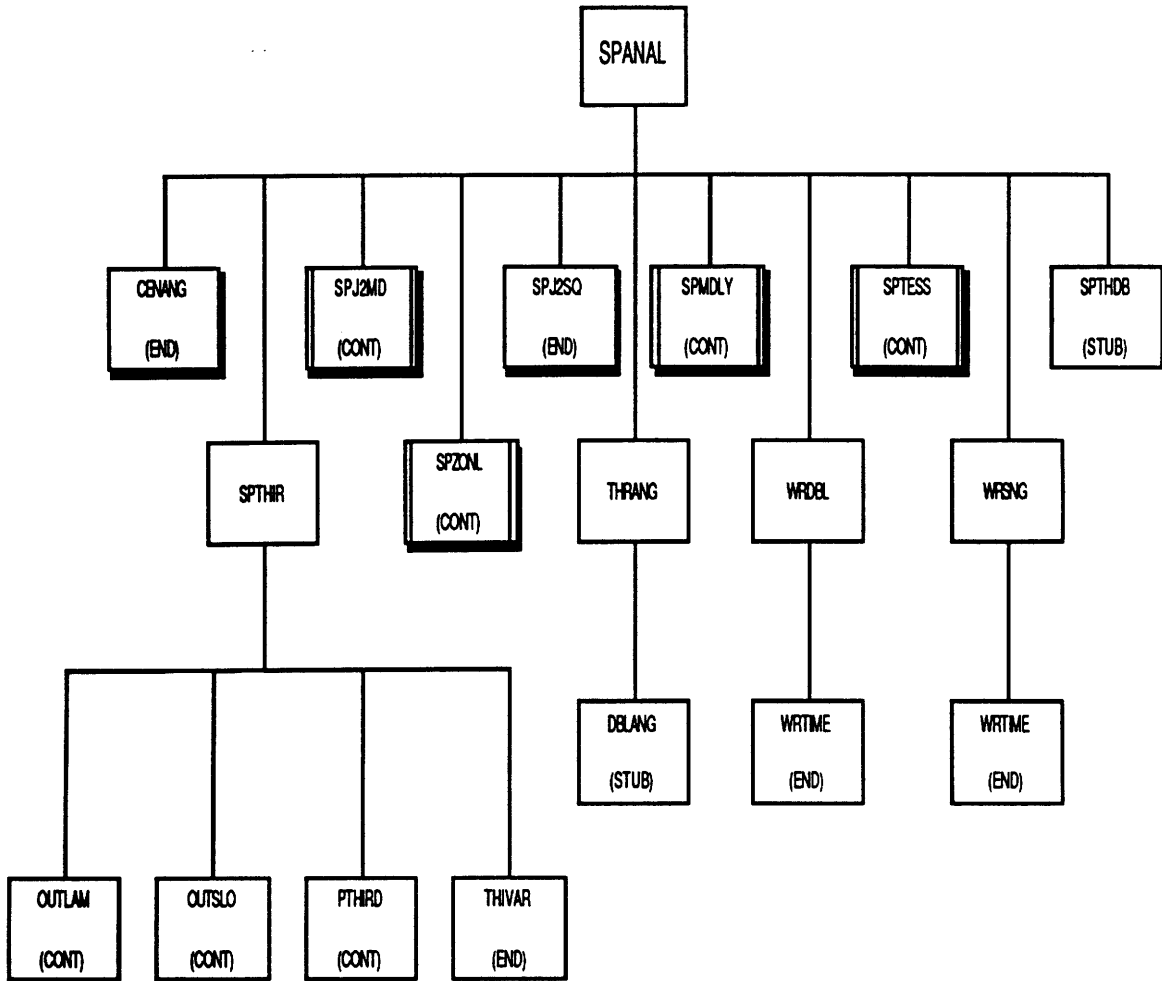 SPANAL
CENANG
(END)
SPJ2MD
(CONT)
SPJ2SQ
(END)
SPMDLY
(CONT)
SPTESS
(CONT)
SPTHDB
(STUB)
SPTHIR
SPZONL
(CONT)
THRANG
WRDBL
WRSNG
DBLANG
(STUB)
WRTIME
(END)
WRTIME
(END)
OUTLAM
(CONT)
OUTSLO
(CONT)
PTHIRD
(CONT)
THIVAR
(END)